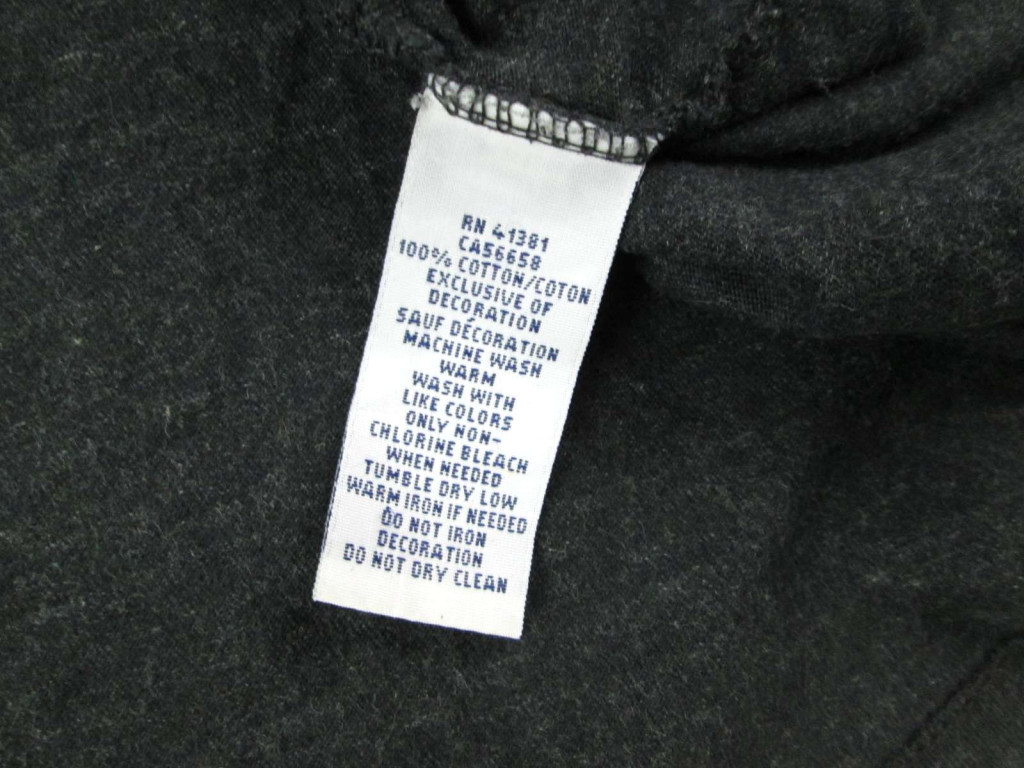 RN 41381
CA56658
100% COTTON/COTON
EXCLUSIVE OF
DECORATION
SAUF DÉCORATION
MACHINE WASH
WARM
WASH WITH
LIKE COLORS
ONLY NON-
CHLORINE BLEACH
WHEN NEEDED
TUMBLE DRY LOW
WARM IRON IF NEEDED
DO NOT IRON
DECORATION
DO NOT DRY CLEAN